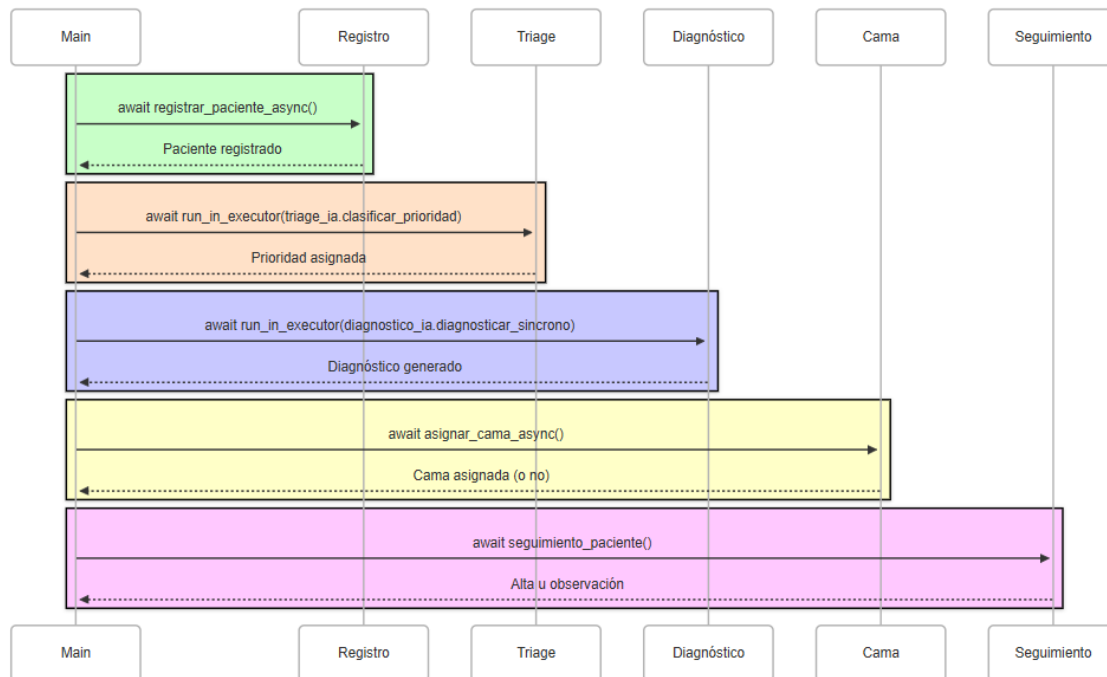 Main
Registro
Triage
Diagnóstico
Cama
Seguimiento
await registrar_paciente_async()
Paciente registrado
await run_in_executor(triage_ia.clasificar_prioridad)
Prioridad asignada
await run_in_executor(diagnostico_ia.diagnosticar_sincrono)
Diagnóstico generado
await asignar_cama_async()
Cama asignada (o no)
await seguimiento_paciente()
Alta u observación
Main
Registro
Triage
Diagnóstico
Cama
Seguimiento